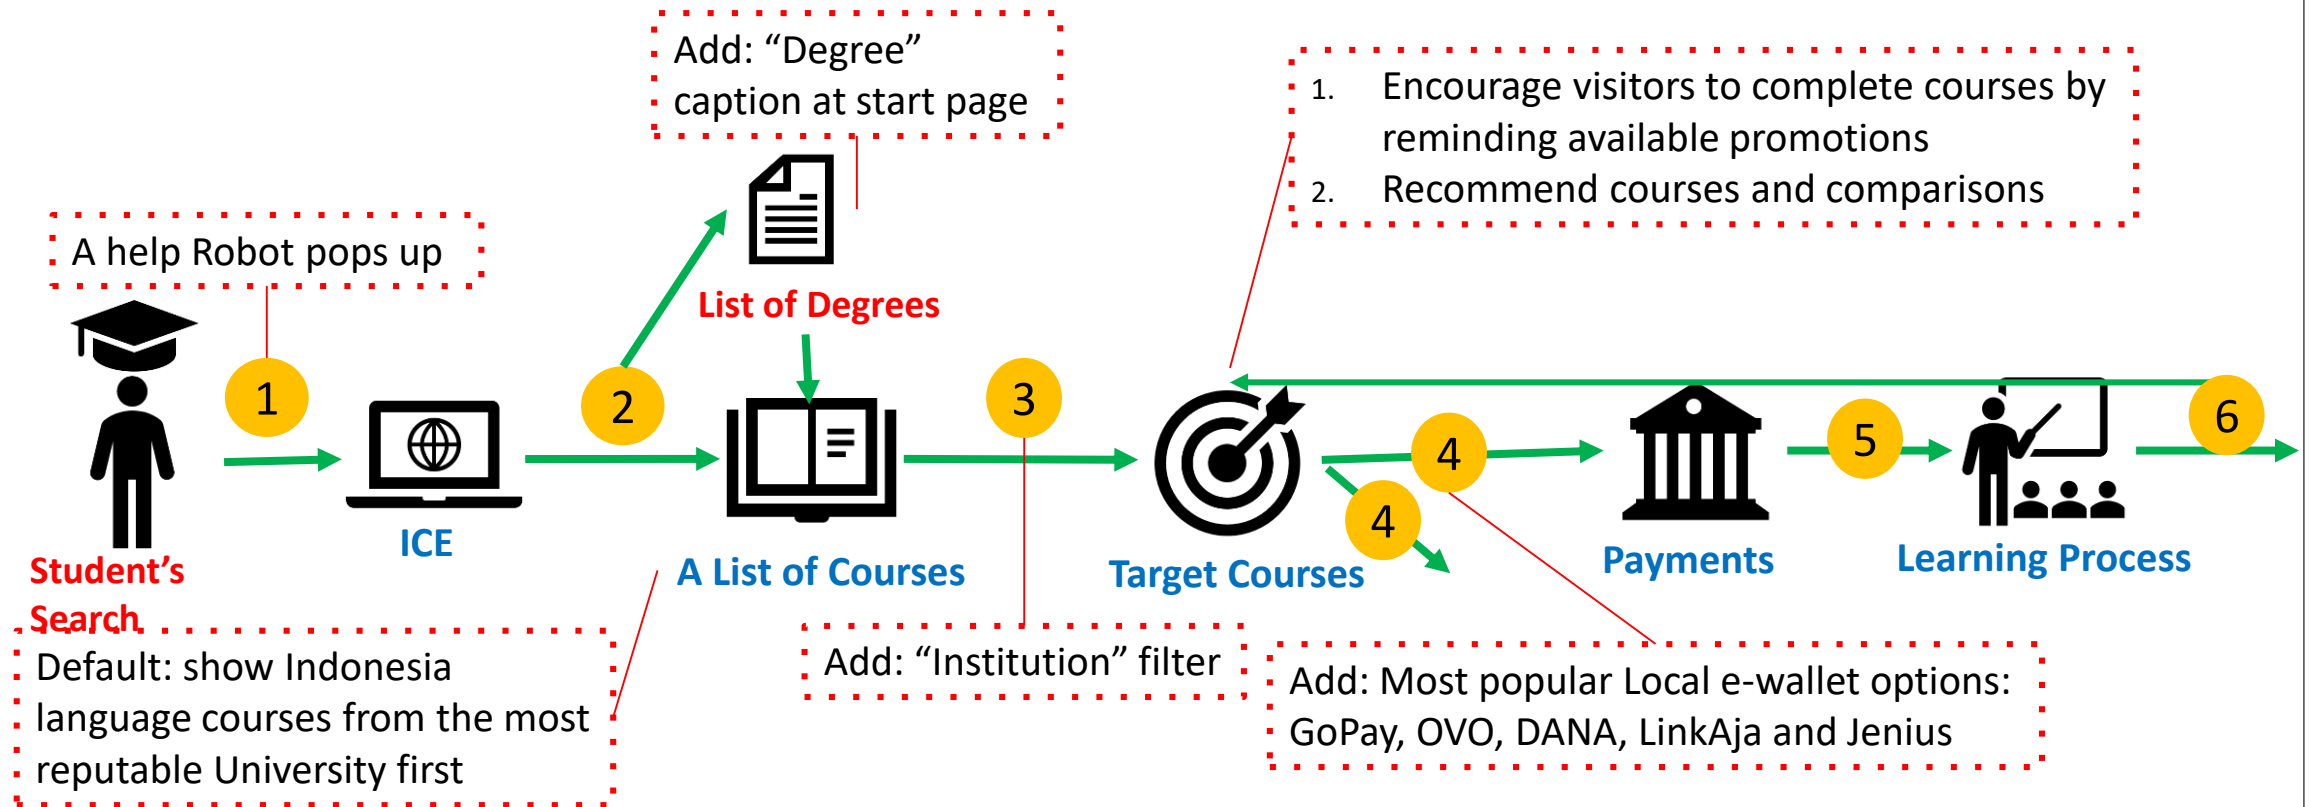 Add: “Degree”
caption at start page
1. Encourage visitors to complete courses by
reminding available promotions
2. Recommend courses and comparisons
A help Robot pops up
List of Degrees
1
2
3
4
4
5
6
Student’s
Search
ICE
A List of Courses
Target Courses
Payments
Learning Process
Default: show Indonesia
language courses from the most
reputable University first
Add: “Institution” filter
Add: Most popular Local e-wallet options:
GoPay, OVO, DANA, LinkAja and Jenius